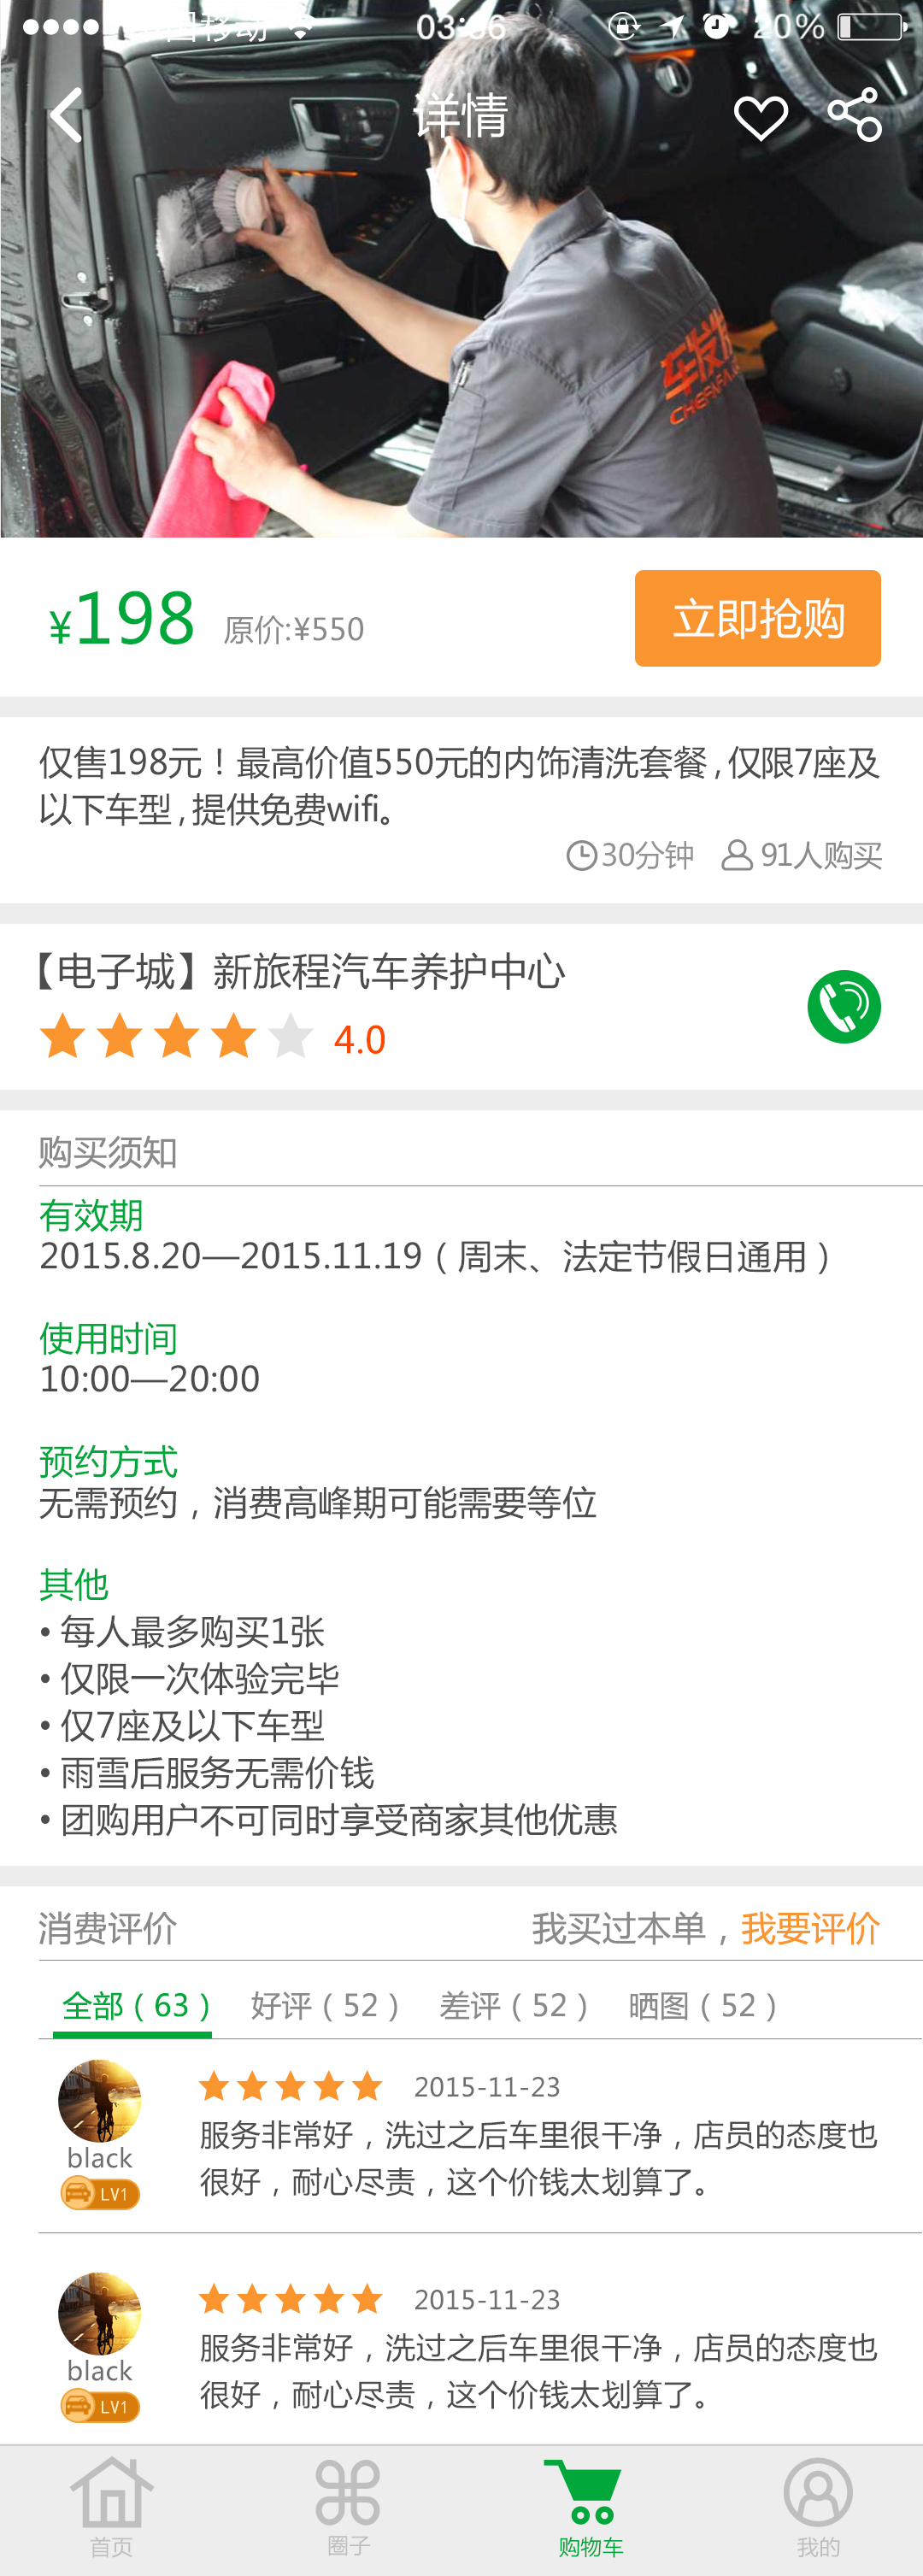 20%
详情
¥198 原价:¥550 立即抢购
仅售198元！最高价值550元的内饰清洗套餐,仅限7座及
以下车型,提供免费wifi。
30分钟 91人购买
【电子城】新旅程汽车养护中心
4.0
购买须知
有效期
2015.8.20—2015.11.19（周末、法定节假日通用）
使用时间
10:00—20:00
预约方式
无需预约，消费高峰期可能需要等位
其他
• 每人最多购买1张
• 仅限一次体验完毕
• 仅7座及以下车型
• 雨雪后服务无需价钱
• 团购用户不可同时享受商家其他优惠
消费评价 我买过本单，我要评价
全部（63） 好评（52） 差评（52） 晒图（52）
2015-11-23
服务非常好，洗过之后车里很干净，店员的态度也
很好，耐心尽责，这个价钱太划算了。
black
LV1
2015-11-23
服务非常好，洗过之后车里很干净，店员的态度也
很好，耐心尽责，这个价钱太划算了。
black
LV1
首页 圈子 购物车 我的